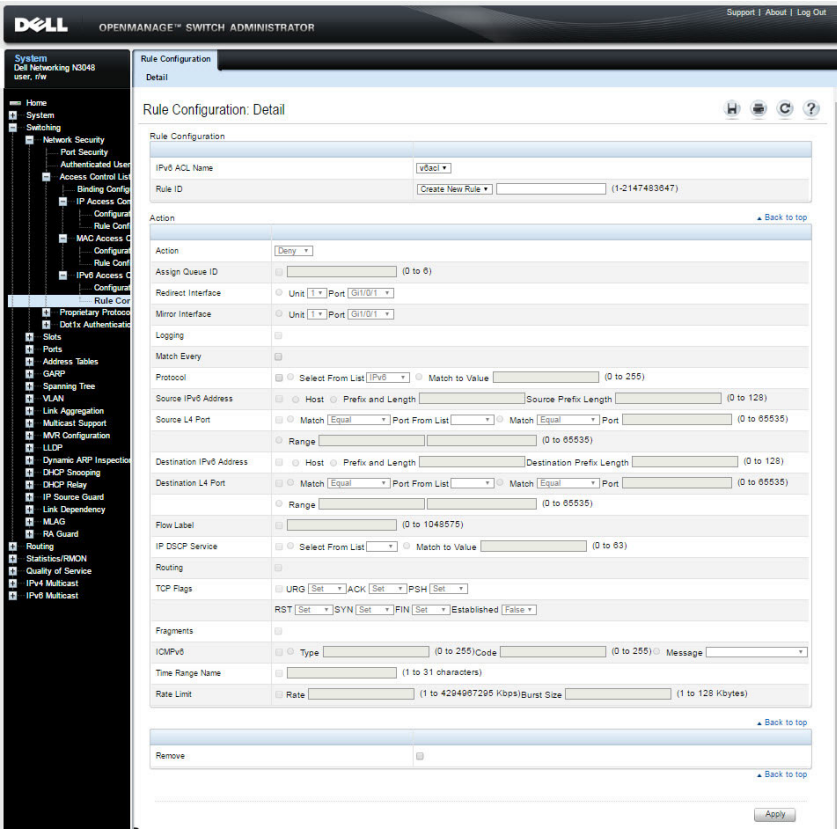 Support | About | Log Out
DELL OPENMANAGE™ SWITCH ADMINISTRATOR
System
Dell Networking N3048
user, r/w
Home
System
Switching
Network Security
Port Security
Authenticated User
Access Control List
Binding Config
IP Access Con
Configurat
Rule Confi
MAC Access C
Configurat
Rule Confi
IPv6 Access C
Configurat
Rule Cor
Proprietary Protoco
Dot1x Authenticatio
Slots
Ports
Address Tables
GARP
Spanning Tree
VLAN
Link Aggregation
Multicast Support
MVR Configuration
LLDP
Dynamic ARP Inspection
DHCP Snooping
DHCP Relay
IP Source Guard
Link Dependency
MLAG
RA Guard
Routing
Statistics/RMON
Quality of Service
IPv4 Multicast
IPv6 Multicast
Rule Configuration
Detail
Rule Configuration: Detail
Rule Configuration
IPv6 ACL Name v6acl
Rule ID Create New Rule (1-2147483647)
Action Back to top
Action Deny
Assign Queue ID (0 to 6)
Redirect Interface Unit 1 Port Gi1/0/1
Mirror Interface Unit 1 Port Gi1/0/1
Logging
Match Every
Protocol Select From List IPv6 Match to Value (0 to 255)
Source IPv6 Address Host Prefix and Length Source Prefix Length (0 to 128)
Source L4 Port Match Equal Port From List Match Equal Port (0 to 65535)
Range (0 to 65535)
Destination IPv6 Address Host Prefix and Length Destination Prefix Length (0 to 128)
Destination L4 Port Match Equal Port From List Match Equal Port (0 to 65535)
Range (0 to 65535)
Flow Label (0 to 1048575)
IP DSCP Service Select From List Match to Value (0 to 63)
Routing
TCP Flags URG Set ACK Set PSH Set
RST Set SYN Set FIN Set Established False
Fragments
ICMPv6 Type (0 to 255) Code (0 to 255) Message
Time Range Name (1 to 31 characters)
Rate Limit Rate (1 to 4294967295 Kbps) Burst Size (1 to 128 Kbytes)
Back to top
Remove
Back to top
Apply